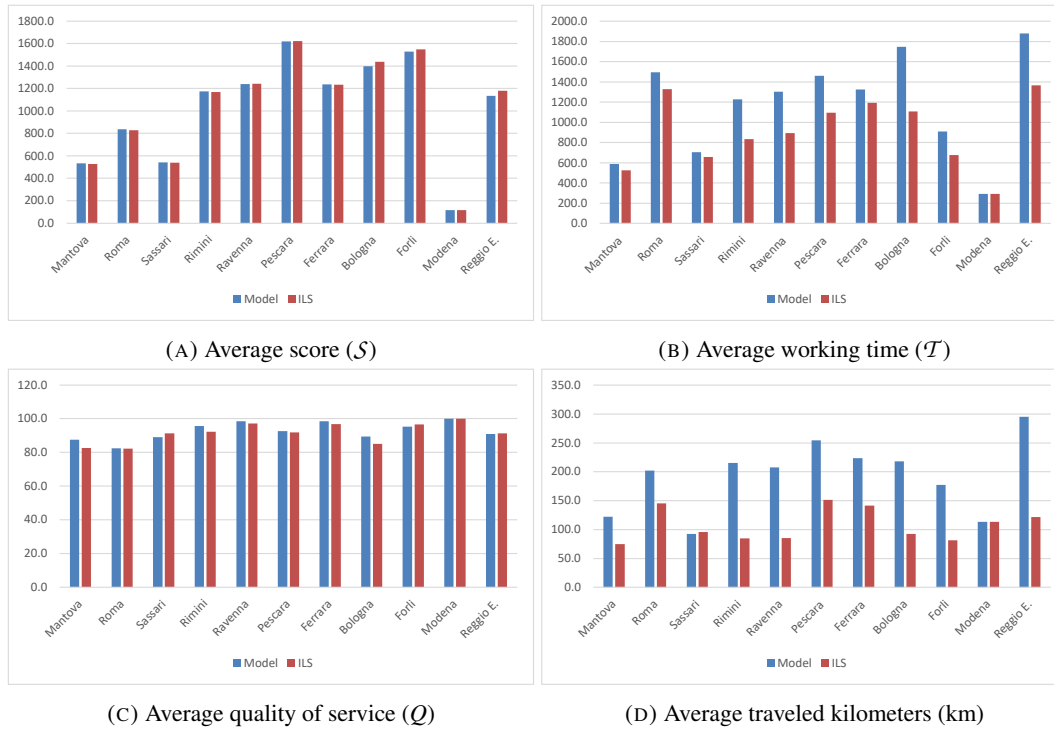 1800.0
1600.0
1400.0
1200.0
1000.0
800.0
600.0
400.0
200.0
0.0
Mantova
Roma
Sassari
Rimini
Ravenna
Pescara
Ferrara
Bologna
Forlì
Modena
Reggio E.
Model ILS
(A) Average score (S)
2000.0
1800.0
1600.0
1400.0
1200.0
1000.0
800.0
600.0
400.0
200.0
0.0
Mantova
Roma
Sassari
Rimini
Ravenna
Pescara
Ferrara
Bologna
Forlì
Modena
Reggio E.
Model ILS
(B) Average working time (T)
120.0
100.0
80.0
60.0
40.0
20.0
0.0
Mantova
Roma
Sassari
Rimini
Ravenna
Pescara
Ferrara
Bologna
Forlì
Modena
Reggio E.
Model ILS
(C) Average quality of service (Q)
350.0
300.0
250.0
200.0
150.0
100.0
50.0
0.0
Mantova
Roma
Sassari
Rimini
Ravenna
Pescara
Ferrara
Bologna
Forlì
Modena
Reggio E.
Model ILS
(D) Average traveled kilometers (km)